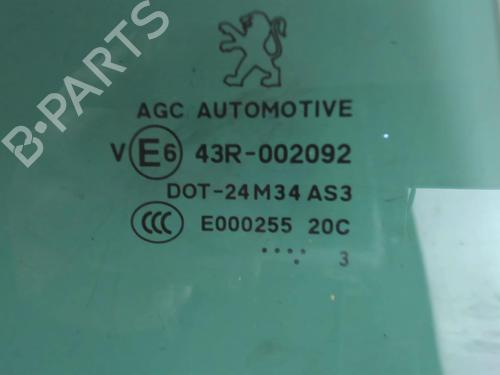 B-PARTS
AGC AUTOMOTIVE
V E6 43R-002092
DOT-24M34 AS3
CCC E000255 20C
.... 3